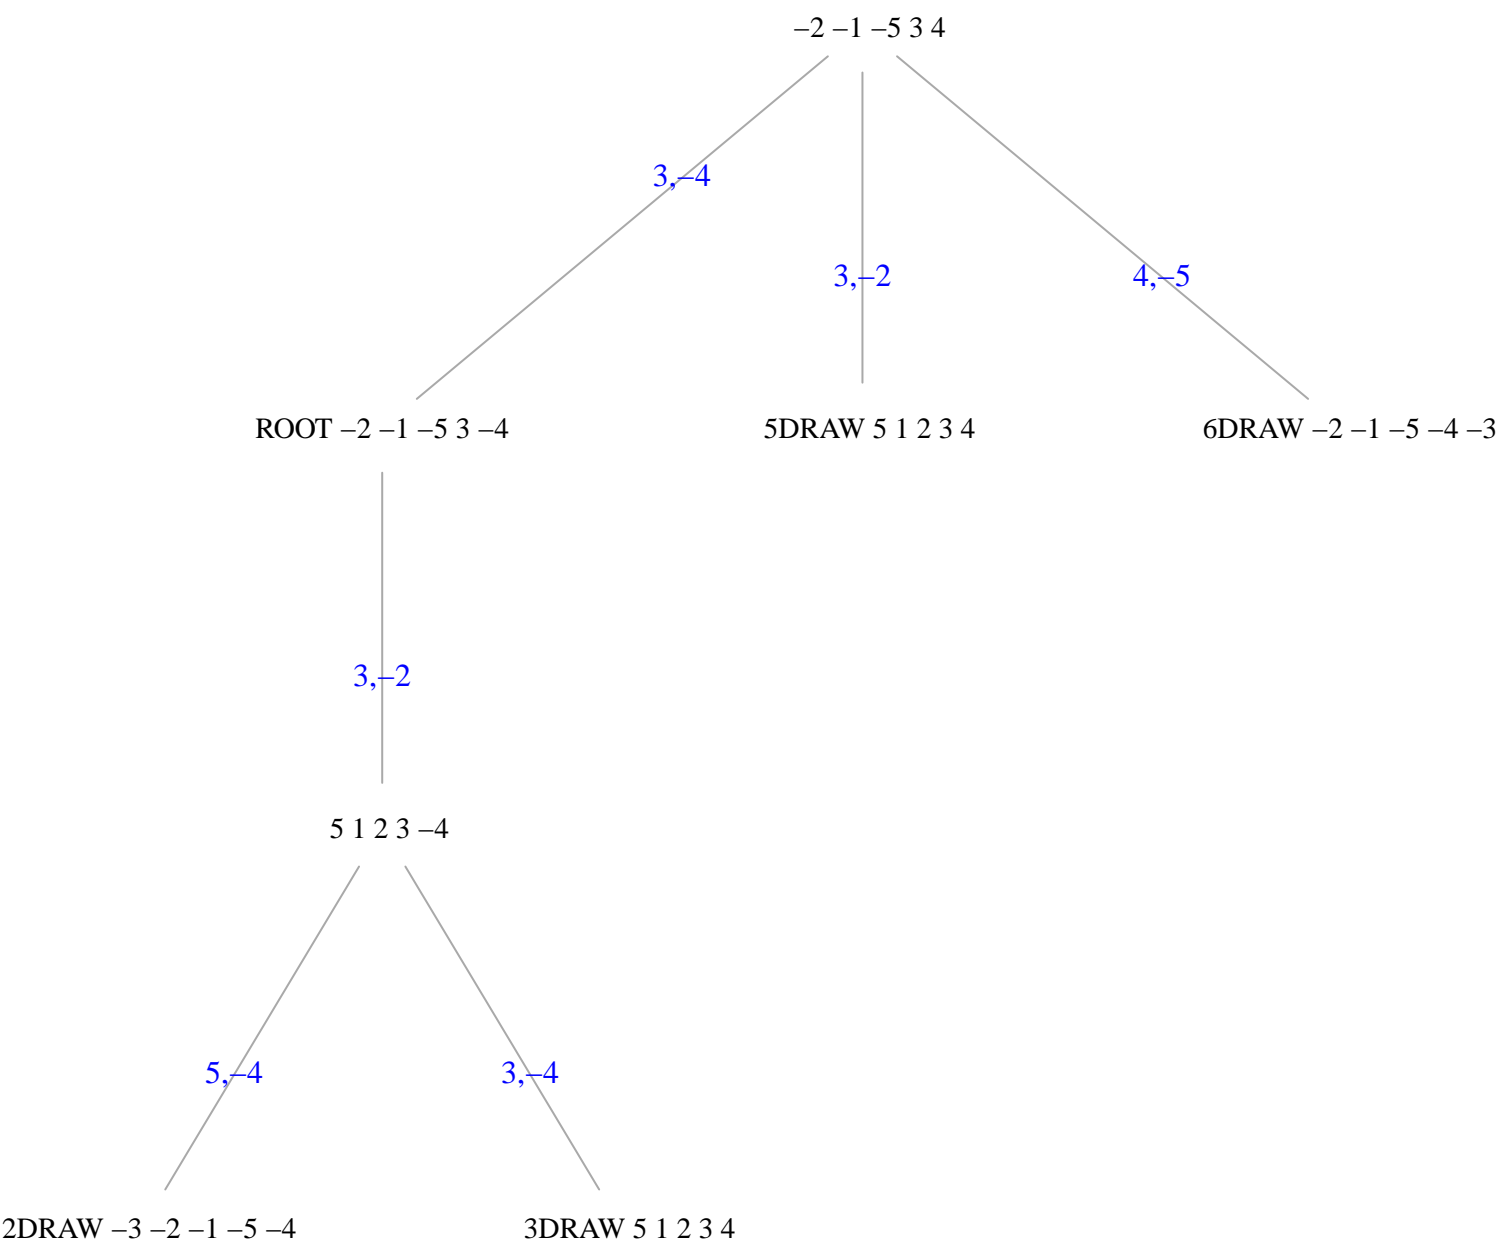 –2 –1 –5 3 4
3,–4
3,–2
4,–5
ROOT –2 –1 –5 3 –4
5DRAW 5 1 2 3 4
6DRAW –2 –1 –5 –4 –3
3,–2
5 1 2 3 –4
5,–4
3,–4
2DRAW –3 –2 –1 –5 –4
3DRAW 5 1 2 3 4